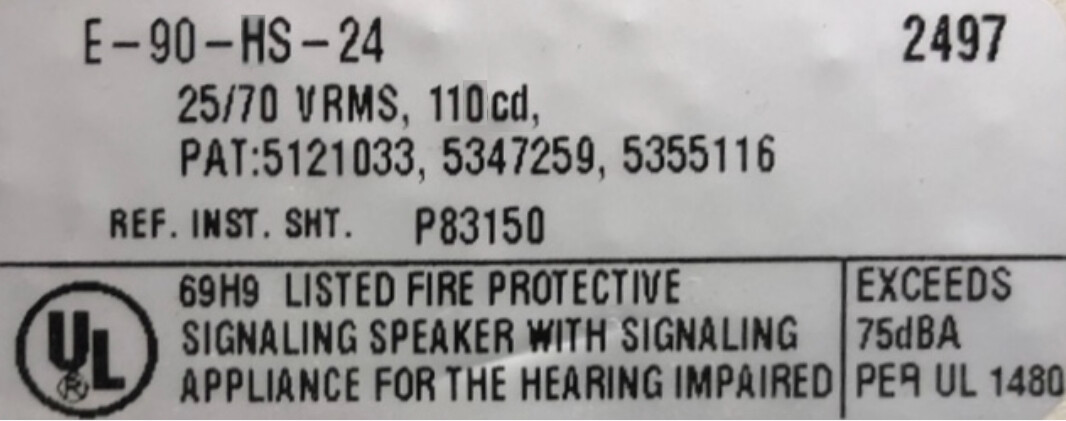 E-90-HS-24 2497
25/70 VRMS, 110cd,
PAT:5121033, 5347259, 5355116
REF. INST. SHT. P83150
UL
®
69H9 LISTED FIRE PROTECTIVE
SIGNALING SPEAKER WITH SIGNALING
APPLIANCE FOR THE HEARING IMPAIRED
EXCEEDS
75dBA
PER UL 1480